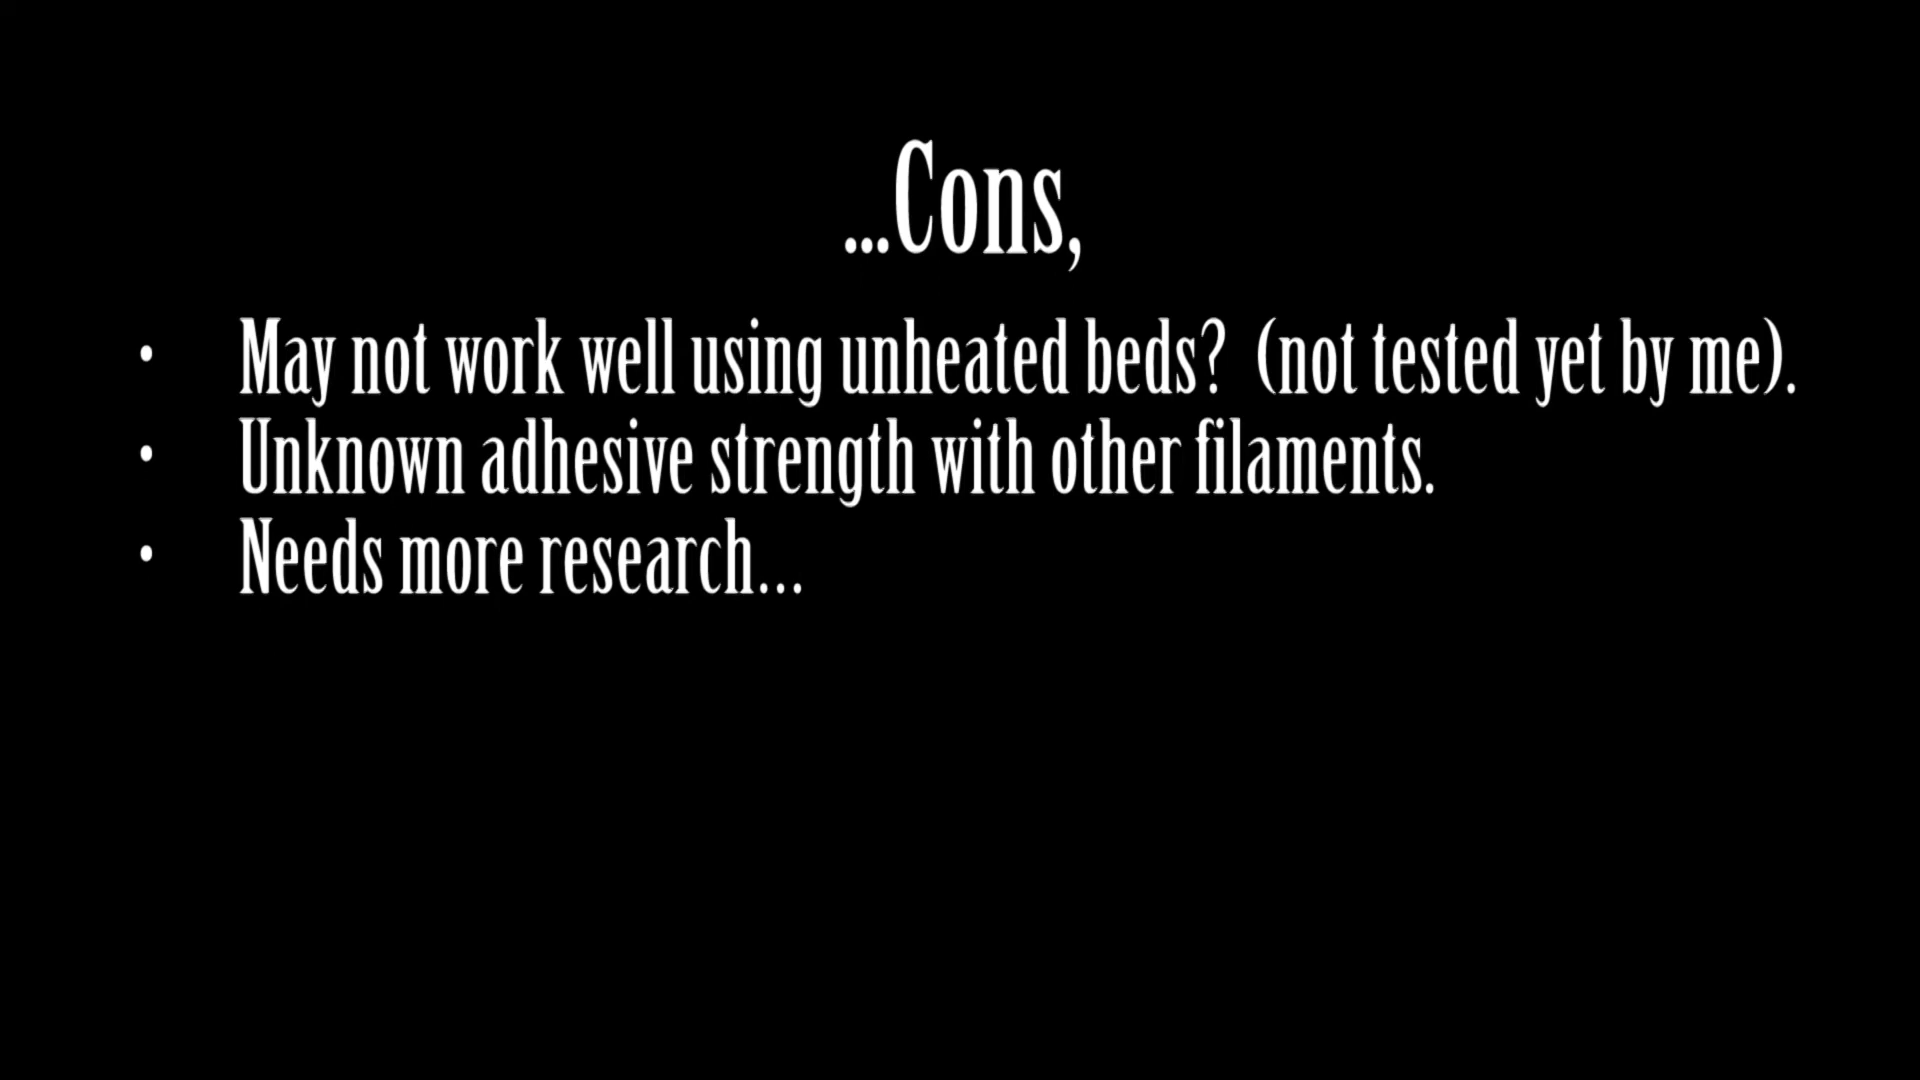 ...Cons,
• May not work well using unheated beds?  (not tested yet by me).
• Unknown adhesive strength with other filaments.
• Needs more research...